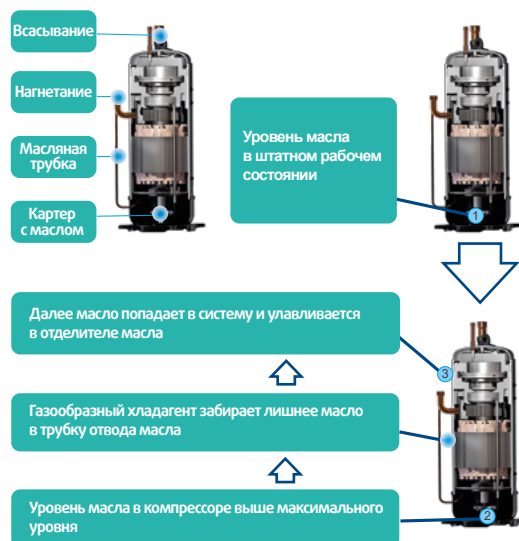 Всасывание
Нагнетание
Масляная
трубка
Картер
с маслом
Уровень масла
в штатном рабочем
состоянии
1
Далее масло попадает в систему и улавливается
в отделителе масла
3
Газообразный хладагент забирает лишнее масло
в трубку отвода масла
Уровень масла в компрессоре выше максимального
уровня
2